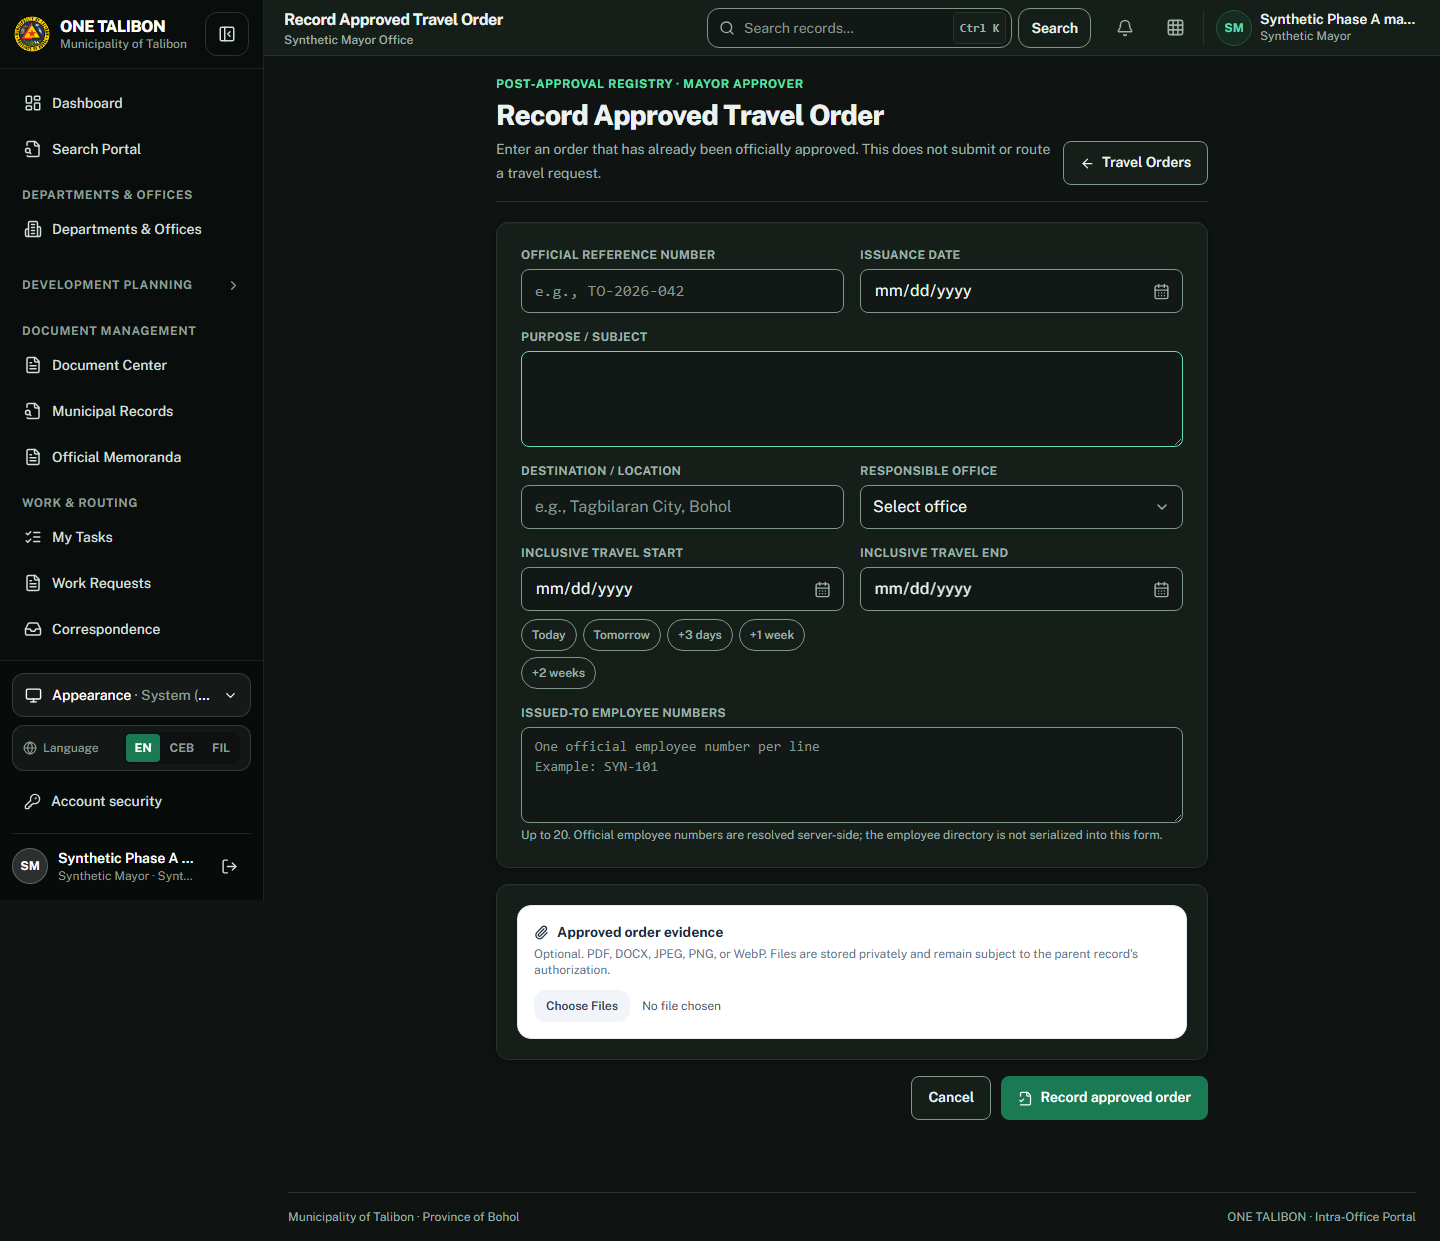 ONE TALIBON
Municipality of Talibon
Record Approved Travel Order
Synthetic Mayor Office
Search records...
Ctrl K
Search
SM
Synthetic Phase A ma...
Synthetic Mayor
Dashboard
Search Portal
DEPARTMENTS & OFFICES
Departments & Offices
DEVELOPMENT PLANNING
DOCUMENT MANAGEMENT
Document Center
Municipal Records
Official Memoranda
WORK & ROUTING
My Tasks
Work Requests
Correspondence
Appearance · System (...
Language
EN
CEB
FIL
Account security
SM
Synthetic Phase A ...
Synthetic Mayor · Synt...
POST-APPROVAL REGISTRY · MAYOR APPROVER
Record Approved Travel Order
Enter an order that has already been officially approved. This does not submit or route
a travel request.
Travel Orders
OFFICIAL REFERENCE NUMBER
e.g., TO-2026-042
ISSUANCE DATE
mm/dd/yyyy
PURPOSE / SUBJECT
DESTINATION / LOCATION
e.g., Tagbilaran City, Bohol
RESPONSIBLE OFFICE
Select office
INCLUSIVE TRAVEL START
mm/dd/yyyy
INCLUSIVE TRAVEL END
mm/dd/yyyy
Today
Tomorrow
+3 days
+1 week
+2 weeks
ISSUED-TO EMPLOYEE NUMBERS
One official employee number per line
Example: SYN-101
Up to 20. Official employee numbers are resolved server-side; the employee directory is not serialized into this form.
Approved order evidence
Optional. PDF, DOCX, JPEG, PNG, or WebP. Files are stored privately and remain subject to the parent record's
authorization.
Choose Files
No file chosen
Cancel
Record approved order
Municipality of Talibon · Province of Bohol
ONE TALIBON · Intra-Office Portal